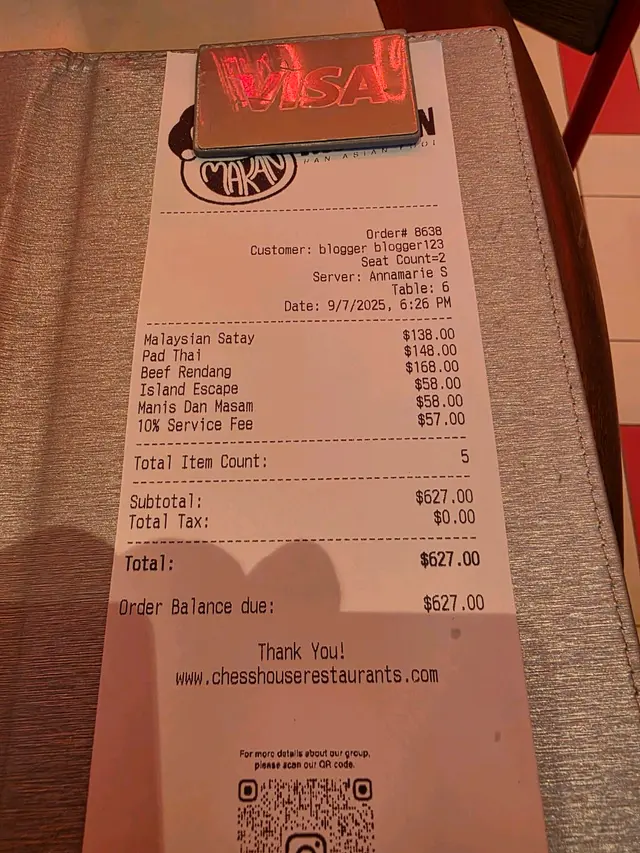 VISA
MAKAN
PAN ASIAN
Order# 8638
Customer: blogger blogger123
Seat Count=2
Server: Annamarie S
Table: 6
Date: 9/7/2025, 6:26 PM
Malaysian Satay $138.00
Pad Thai $148.00
Beef Rendang $168.00
Island Escape $58.00
Manis Dan Masam $58.00
10% Service Fee $57.00
Total Item Count: 5
Subtotal: $627.00
Total Tax: $0.00
Total: $627.00
Order Balance due: $627.00
Thank You!
www.chesshouserestaurants.com
For more details about our group,
please scan our QR code.